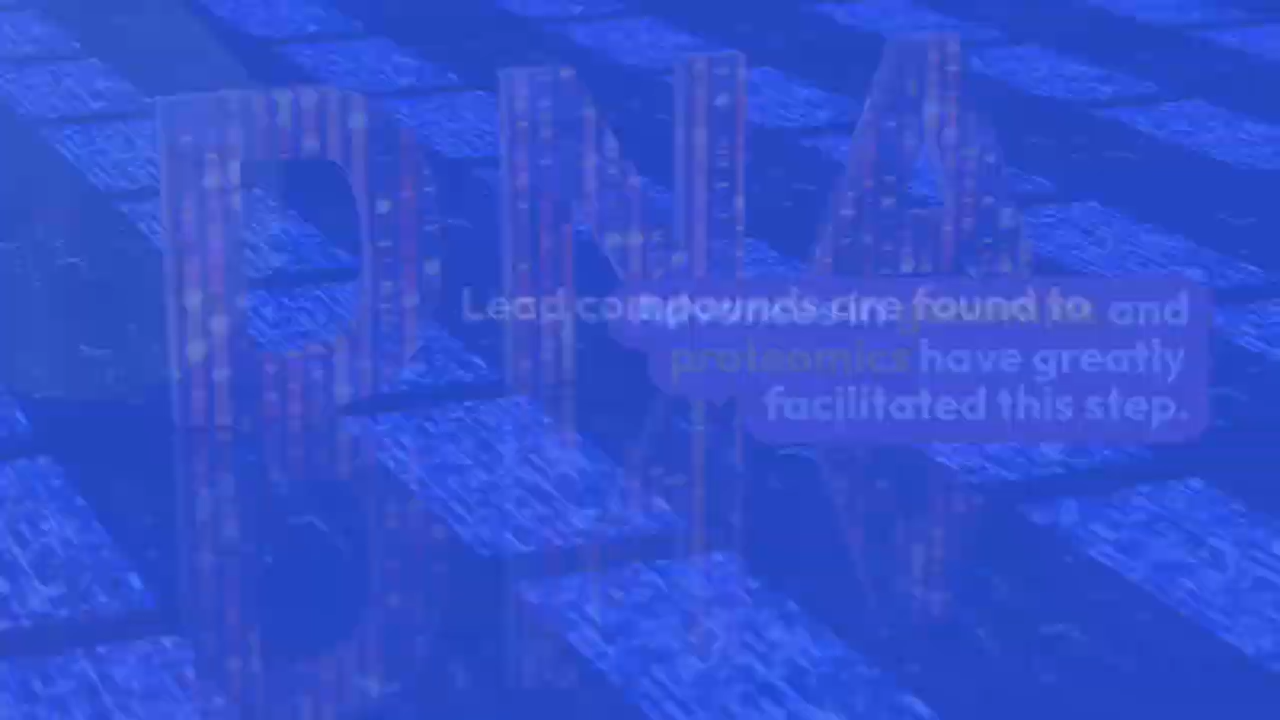 DNA
Lead compounds are found to
and
proteomics have greatly
facilitated this step.